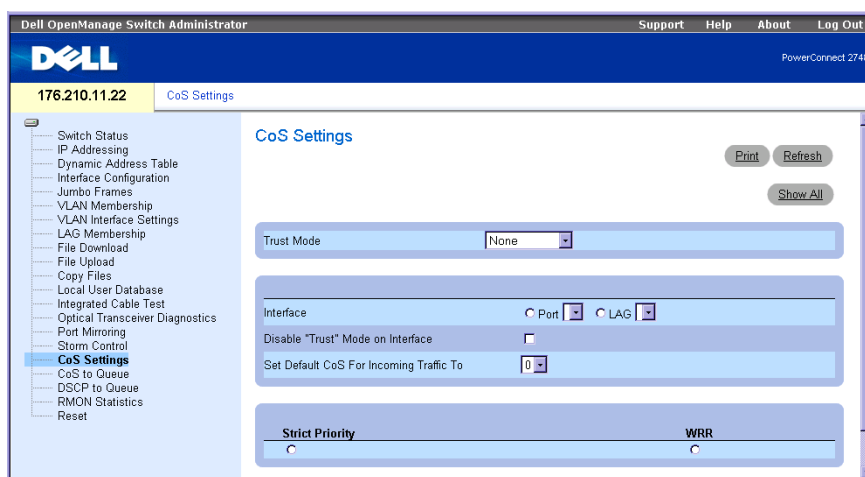 Dell OpenManage Switch Administrator
Support Help About Log Out
DELL
PowerConnect 2748
176.210.11.22
CoS Settings
Switch Status
IP Addressing
Dynamic Address Table
Interface Configuration
Jumbo Frames
VLAN Membership
VLAN Interface Settings
LAG Membership
File Download
File Upload
Copy Files
Local User Database
Integrated Cable Test
Optical Transceiver Diagnostics
Port Mirroring
Storm Control
CoS Settings
CoS to Queue
DSCP to Queue
RMON Statistics
Reset
CoS Settings
Print Refresh
Show All
Trust Mode None
Interface Port LAG
Disable "Trust" Mode on Interface
Set Default CoS For Incoming Traffic To 0
Strict Priority WRR